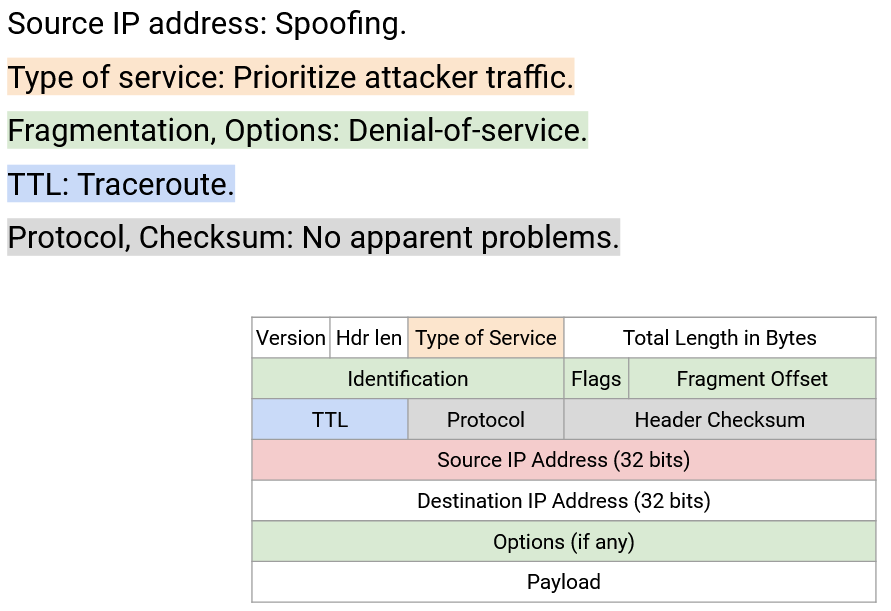 Source IP address: Spoofing.
Type of service: Prioritize attacker traffic.
Fragmentation, Options: Denial-of-service.
TTL: Traceroute.
Protocol, Checksum: No apparent problems.
Version Hdr len Type of Service Total Length in Bytes
Identification Flags Fragment Offset
TTL Protocol Header Checksum
Source IP Address (32 bits)
Destination IP Address (32 bits)
Options (if any)
Payload